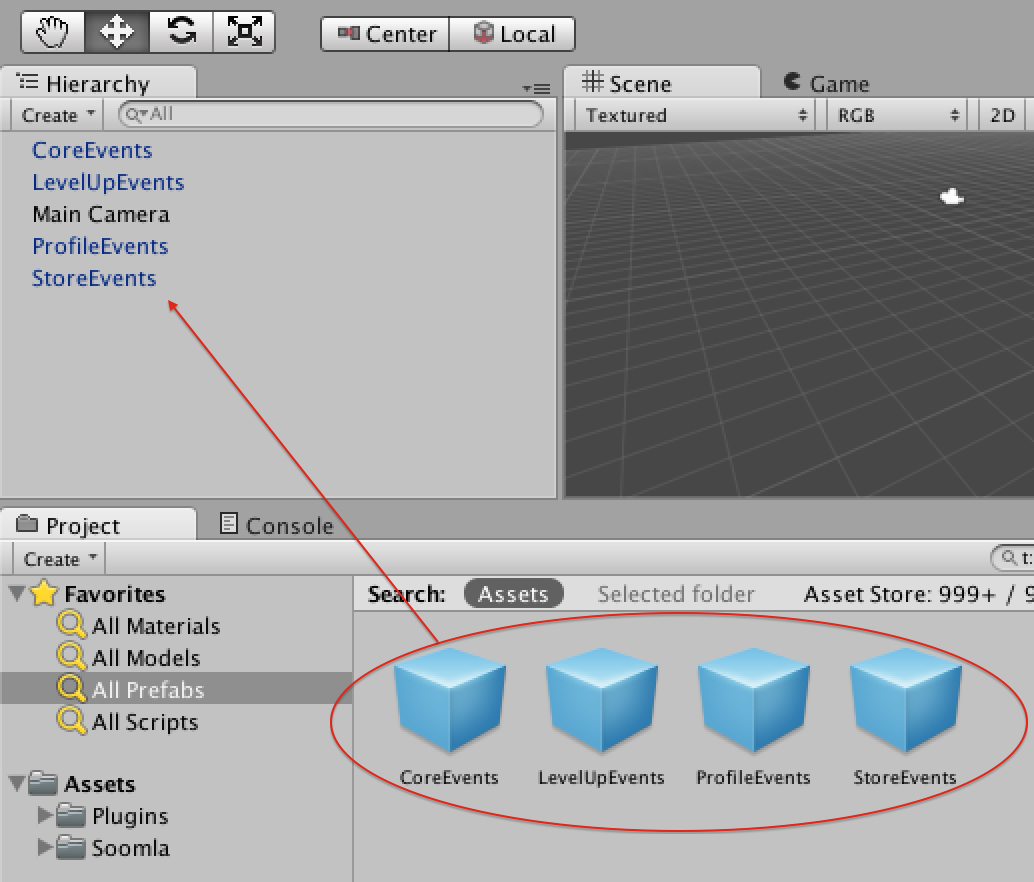 Center Local
Hierarchy
Scene Game
Create All
Textured RGB 2D
CoreEvents
LevelUpEvents
Main Camera
ProfileEvents
StoreEvents
Project Console
Create
t:
Favorites
Search: Assets Selected folder Asset Store: 999+ / 9
All Materials
All Models
All Prefabs
All Scripts
CoreEvents LevelUpEvents ProfileEvents StoreEvents
Assets
Plugins
Soomla